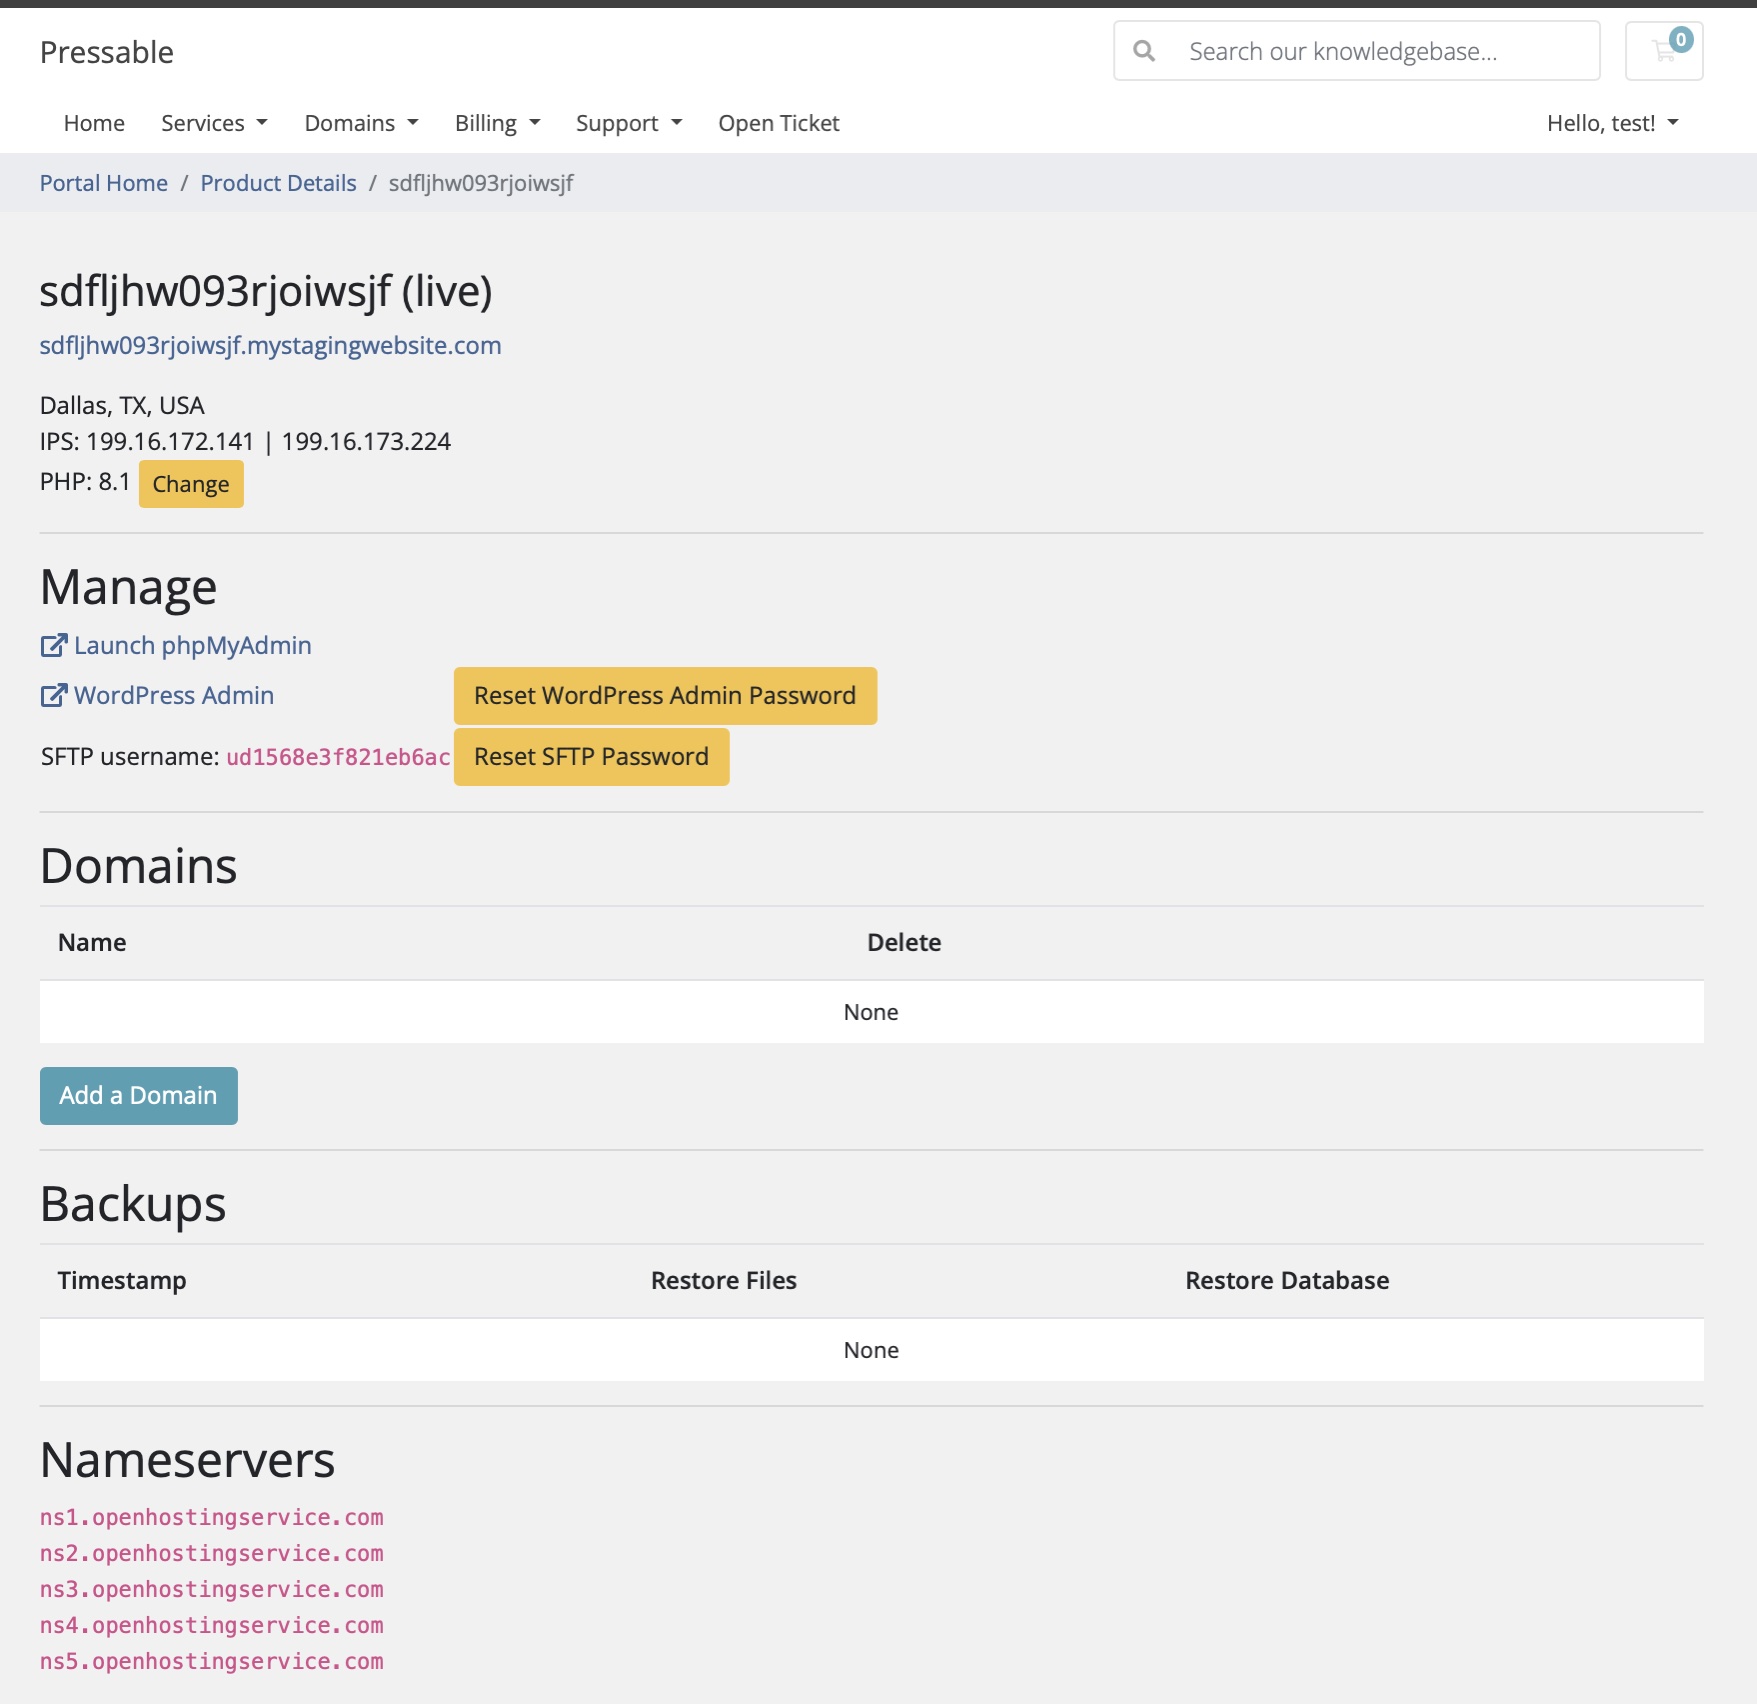 Pressable
Search our knowledgebase...
0
Home Services Domains Billing Support Open Ticket Hello, test!
Portal Home / Product Details / sdfljhw093rjoiwsjf
sdfljhw093rjoiwsjf (live)
sdfljhw093rjoiwsjf.mystagingwebsite.com
Dallas, TX, USA
IPS: 199.16.172.141 | 199.16.173.224
PHP: 8.1 Change
Manage
Launch phpMyAdmin
WordPress Admin Reset WordPress Admin Password
SFTP username: ud1568e3f821eb6ac Reset SFTP Password
Domains
Name Delete
None
Add a Domain
Backups
Timestamp Restore Files Restore Database
None
Nameservers
ns1.openhostingservice.com
ns2.openhostingservice.com
ns3.openhostingservice.com
ns4.openhostingservice.com
ns5.openhostingservice.com